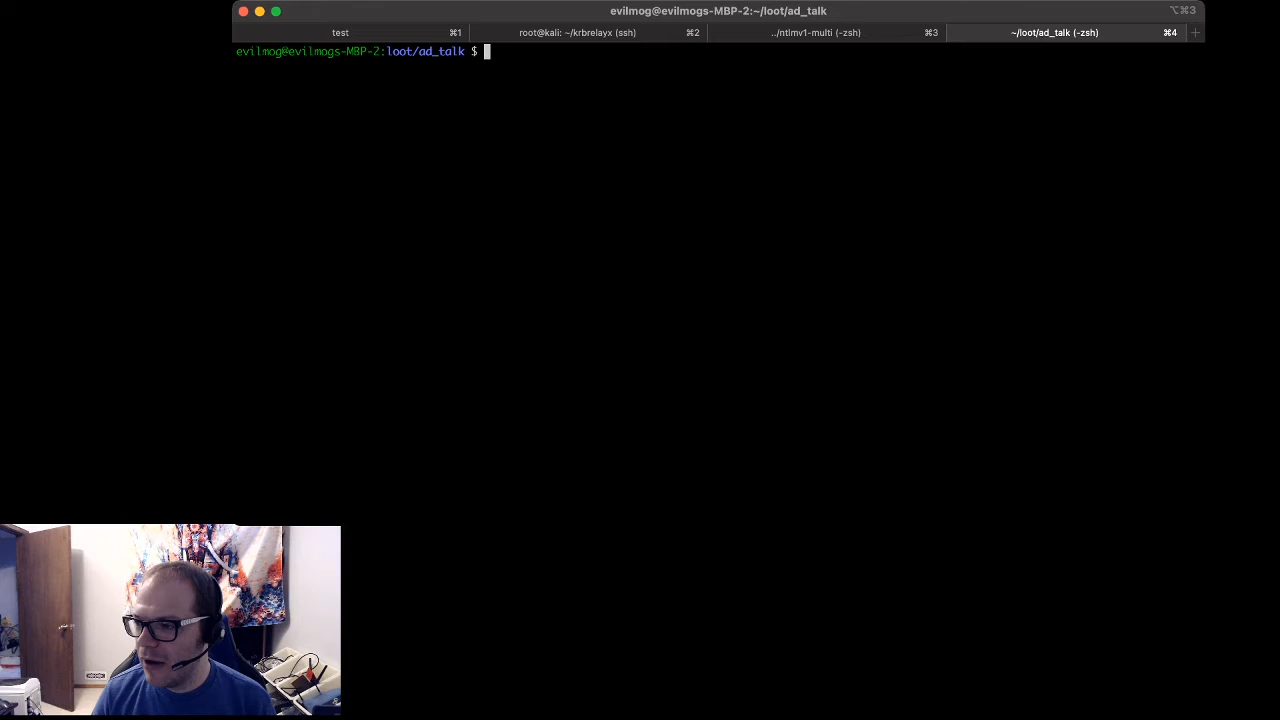 evilmog@evilmogs-MBP-2:~/loot/ad_talk
⌥⌘3
test ⌘1
root@kali: ~/krbrelayx (ssh) ⌘2
../ntlmv1-multi (-zsh) ⌘3
~/loot/ad_talk (-zsh) ⌘4
evilmog@evilmogs-MBP-2:loot/ad_talk $